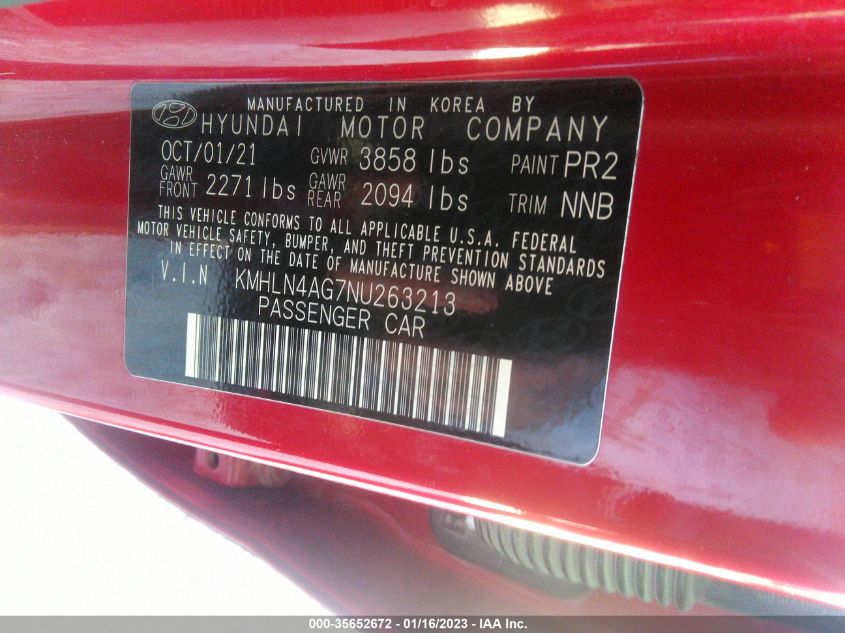 MANUFACTURED IN KOREA BY
HYUNDAI MOTOR COMPANY
OCT/01/21 GVWR 3858 lbs PAINT PR2
GAWR FRONT 2271 lbs GAWR REAR 2094 lbs TRIM NNB
THIS VEHICLE CONFORMS TO ALL APPLICABLE U.S.A. FEDERAL
MOTOR VEHICLE SAFETY, BUMPER, AND THEFT PREVENTION STANDARDS
IN EFFECT ON THE DATE OF MANUFACTURE SHOWN ABOVE
V.I.N KMHLN4AG7NU263213
PASSENGER CAR
000-35652672 - 01/16/2023 - IAA Inc.